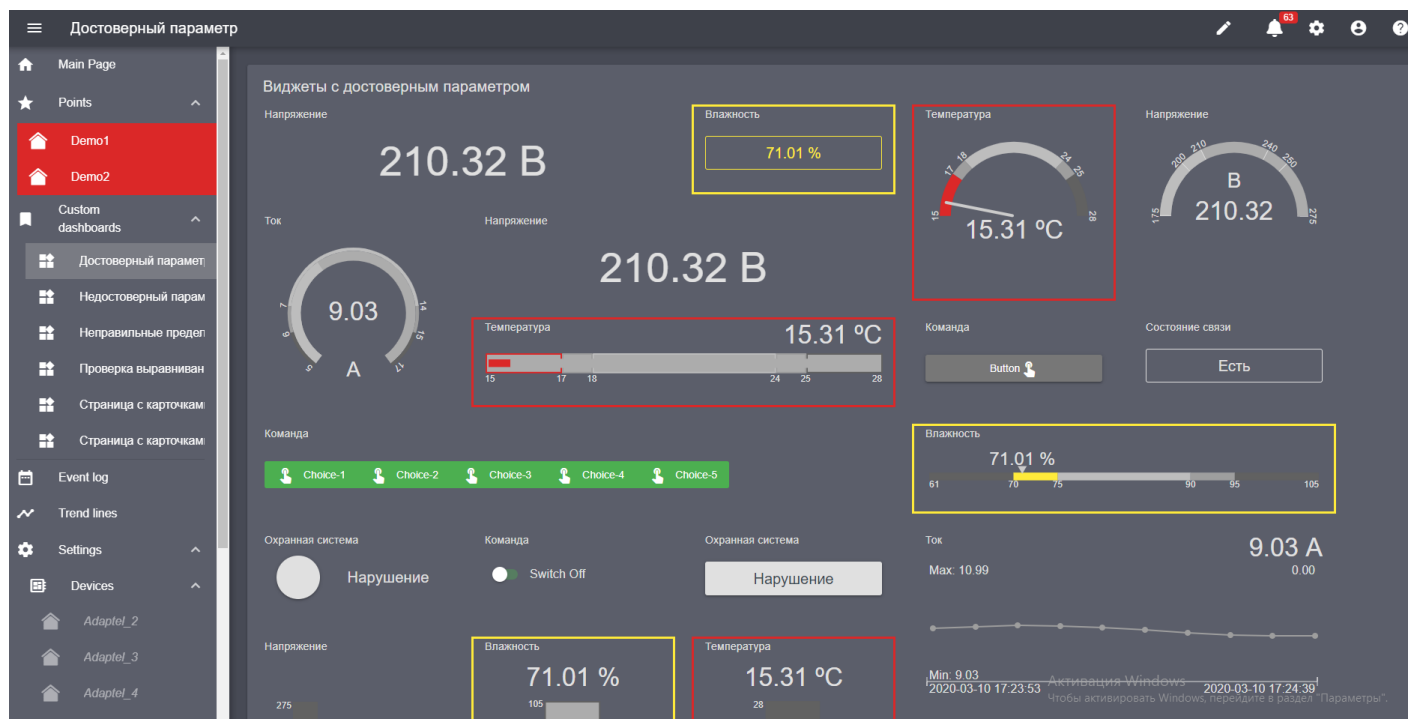 Достоверный параметр
63
Main Page
Points
Demo1
Demo2
Custom
dashboards
Достоверный парамет
Недостоверный парам
Неправильные предел
Проверка выравниван
Страница с карточкам
Страница с карточкам
Event log
Trend lines
Settings
Devices
Adaptel_2
Adaptel_3
Adaptel_4
Виджеты с достоверным параметром
Напряжение
210.32 В
Влажность
71.01 %
Температура
15 17 18 24 25 28
15.31 ºC
Напряжение
175 200 210 240 250 275
В
210.32
Ток
5 6 7 14 15 17
9.03
А
Напряжение
210.32 В
Температура
15.31 ºC
15 17 18 24 25 28
Команда
Button
Состояние связи
Есть
Команда
Choice-1 Choice-2 Choice-3 Choice-4 Choice-5
Влажность
71.01 %
61 70 75 90 95 105
Охранная система
Нарушение
Команда
Switch Off
Охранная система
Нарушение
Ток
9.03 А
Max: 10.99
0.00
Min: 9.03
2020-03-10 17:23:53
2020-03-10 17:24:39
Напряжение
275
Влажность
71.01 %
105
Температура
15.31 ºC
28
Активация Windows
Чтобы активировать Windows, перейдите в раздел "Параметры".